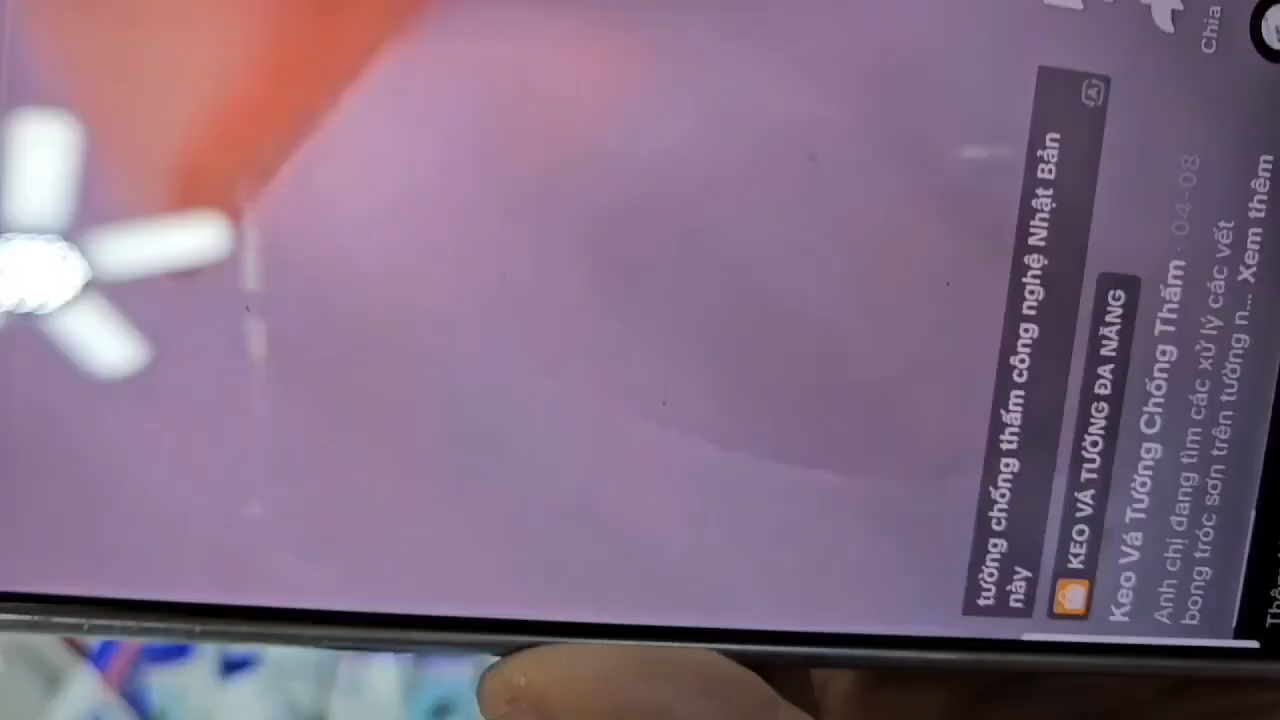 Chia
tường chống thấm công nghệ Nhật Bản
này
KEO VÁ TƯỜNG ĐA NĂNG
Keo Vá Tường Chống Thấm · 04-08
Anh chị đang tìm các xử lý các vết
bong tróc sơn trên tường n... Xem thêm